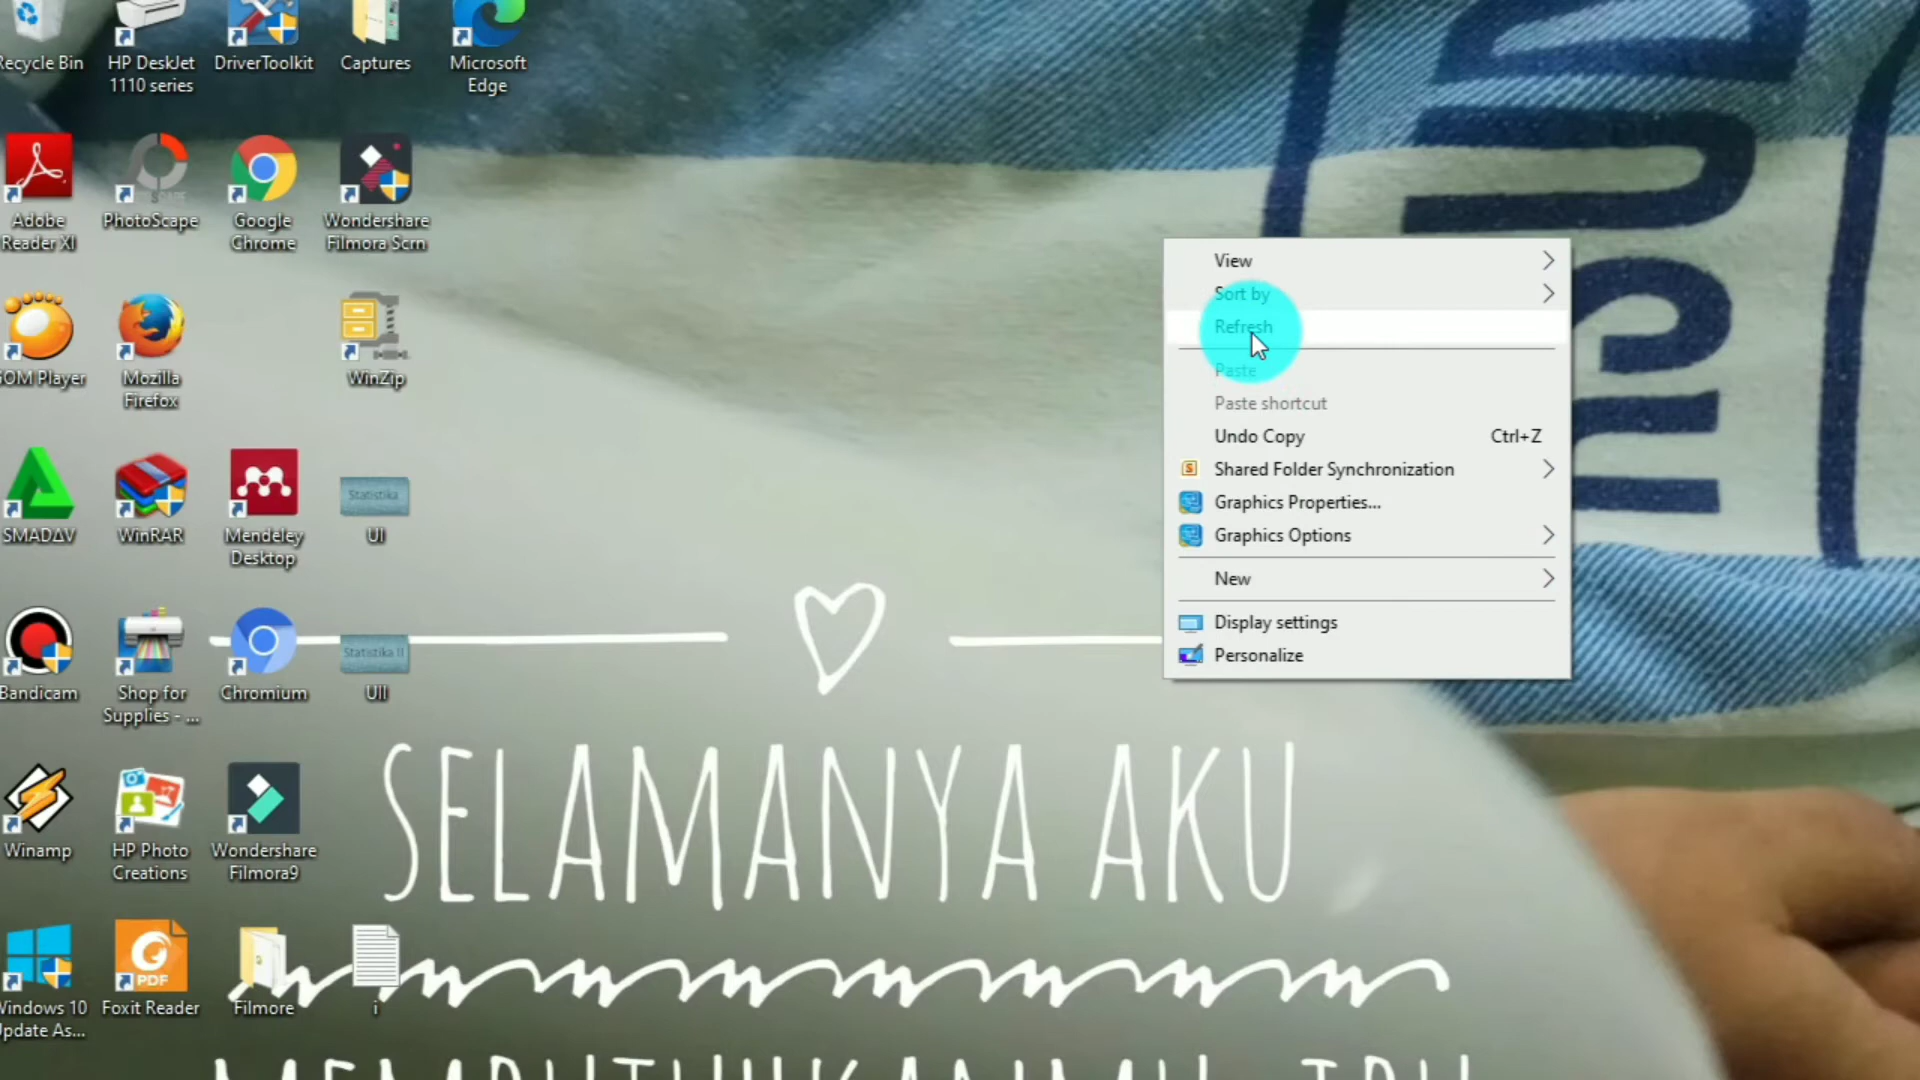 Recycle Bin
HP DeskJet
1110 series
DriverToolkit
Captures
Microsoft
Edge
Adobe
Reader XI
PhotoScape
Google
Chrome
Wondershare
Filmora Scrn
GOM Player
Mozilla
Firefox
WinZip
SMADΔV
WinRAR
Mendeley
Desktop
Statistika
UI
Bandicam
Shop for
Supplies - ...
Chromium
Statistika II
UII
Winamp
HP Photo
Creations
Wondershare
Filmora9
Windows 10
Update As...
PDF
Foxit Reader
Filmore
i
View
Sort by
Refresh
Paste
Paste shortcut
Undo Copy Ctrl+Z
Shared Folder Synchronization
Graphics Properties...
Graphics Options
New
Display settings
Personalize
SELAMANYA AKU